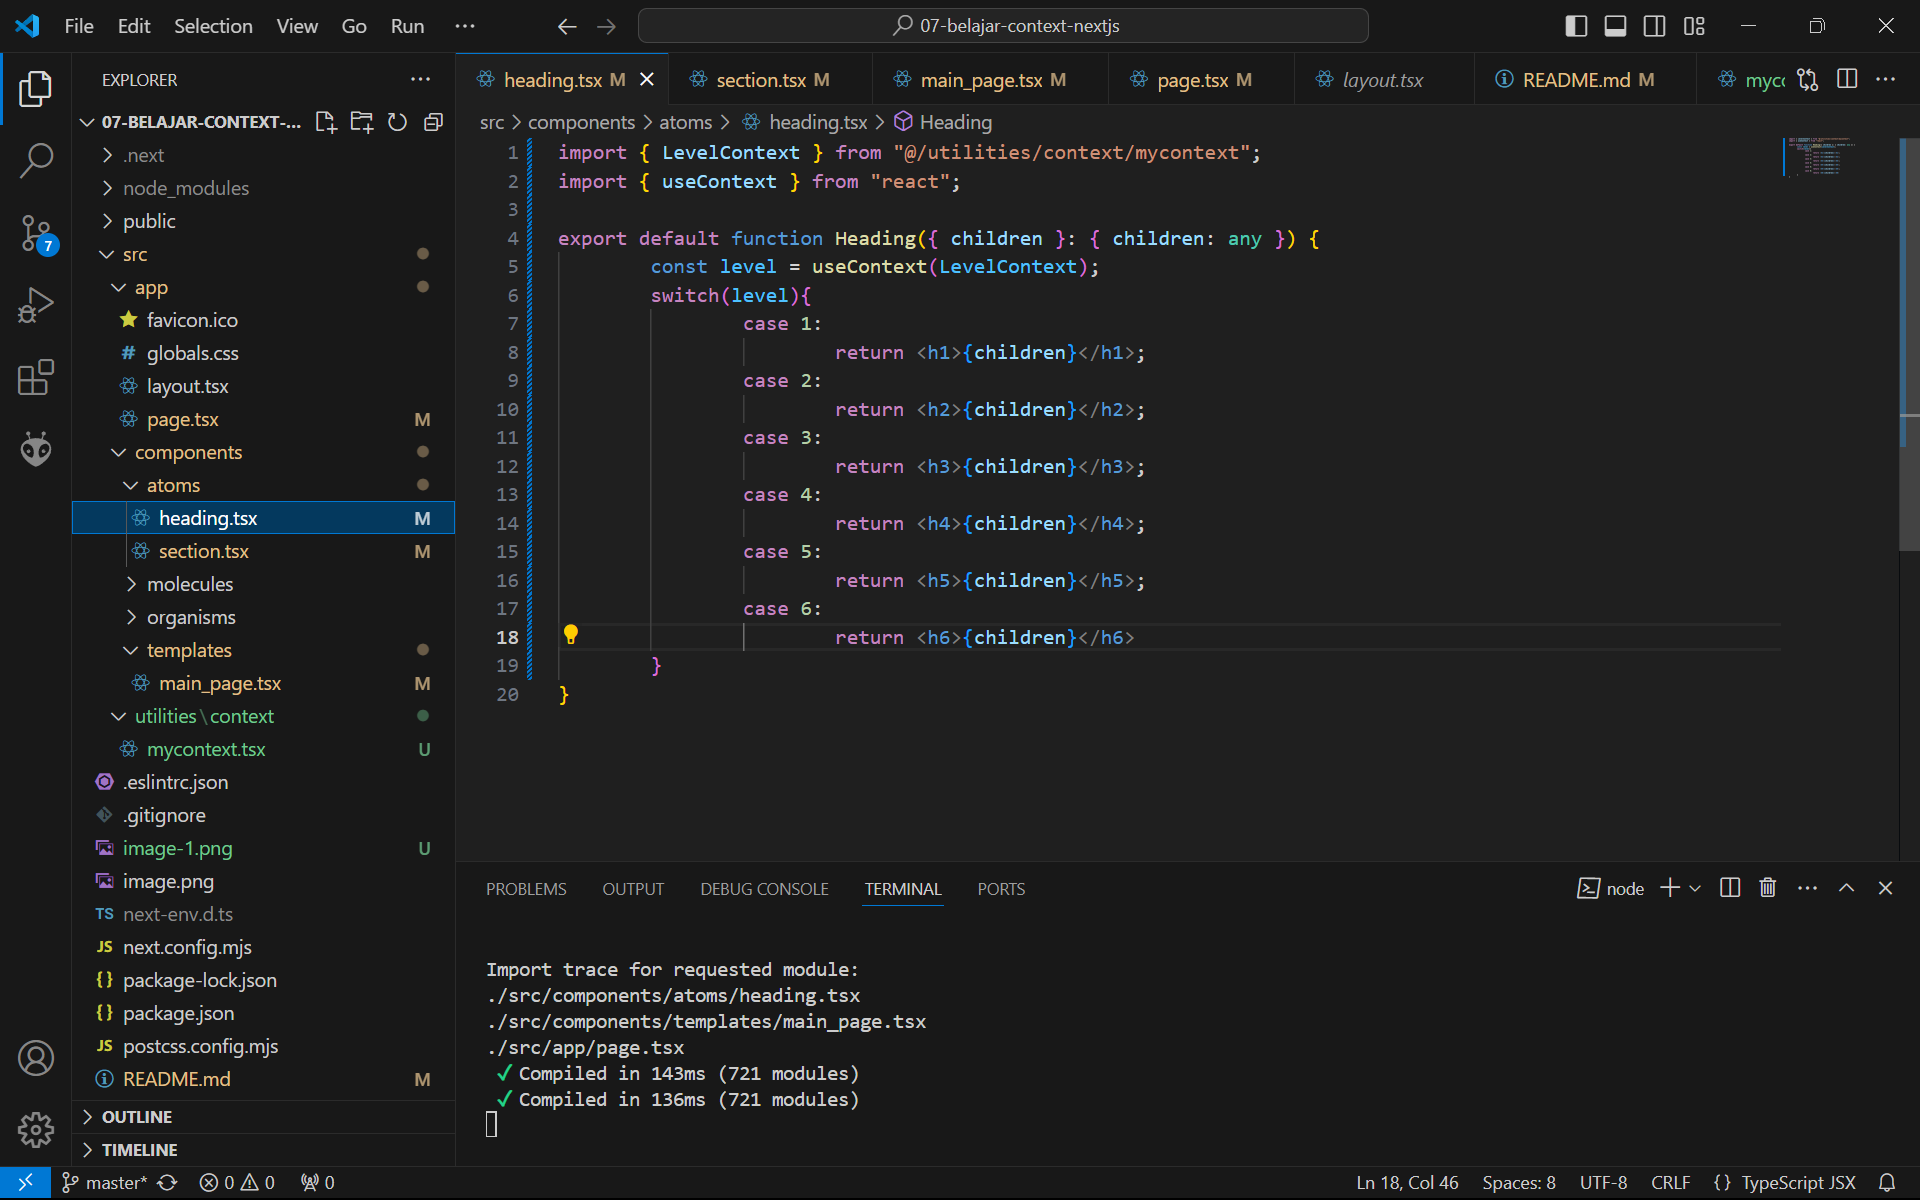 File Edit Selection View Go Run ··· 07-belajar-context-nextjs
EXPLORER
07-BELAJAR-CONTEXT-...
.next
node_modules
public
src
app
favicon.ico
globals.css
layout.tsx
page.tsx M
components
atoms
heading.tsx M
section.tsx M
molecules
organisms
templates
main_page.tsx M
utilities\context
mycontext.tsx U
.eslintrc.json
.gitignore
image-1.png U
image.png
TS next-env.d.ts
JS next.config.mjs
{} package-lock.json
{} package.json
JS postcss.config.mjs
README.md M
OUTLINE
TIMELINE
7
heading.tsx M section.tsx M main_page.tsx M page.tsx M layout.tsx README.md M myc
src > components > atoms > heading.tsx > Heading
1 import { LevelContext } from "@/utilities/context/mycontext";
2 import { useContext } from "react";
3
4 export default function Heading({ children }: { children: any }) {
5 const level = useContext(LevelContext);
6 switch(level){
7 case 1:
8 return <h1>{children}</h1>;
9 case 2:
10 return <h2>{children}</h2>;
11 case 3:
12 return <h3>{children}</h3>;
13 case 4:
14 return <h4>{children}</h4>;
15 case 5:
16 return <h5>{children}</h5>;
17 case 6:
18 return <h6>{children}</h6>
19 }
20 }
PROBLEMS OUTPUT DEBUG CONSOLE TERMINAL PORTS node
Import trace for requested module:
./src/components/atoms/heading.tsx
./src/components/templates/main_page.tsx
./src/app/page.tsx
✓ Compiled in 143ms (721 modules)
✓ Compiled in 136ms (721 modules)
master* 0 0 0 Ln 18, Col 46 Spaces: 8 UTF-8 CRLF {} TypeScript JSX